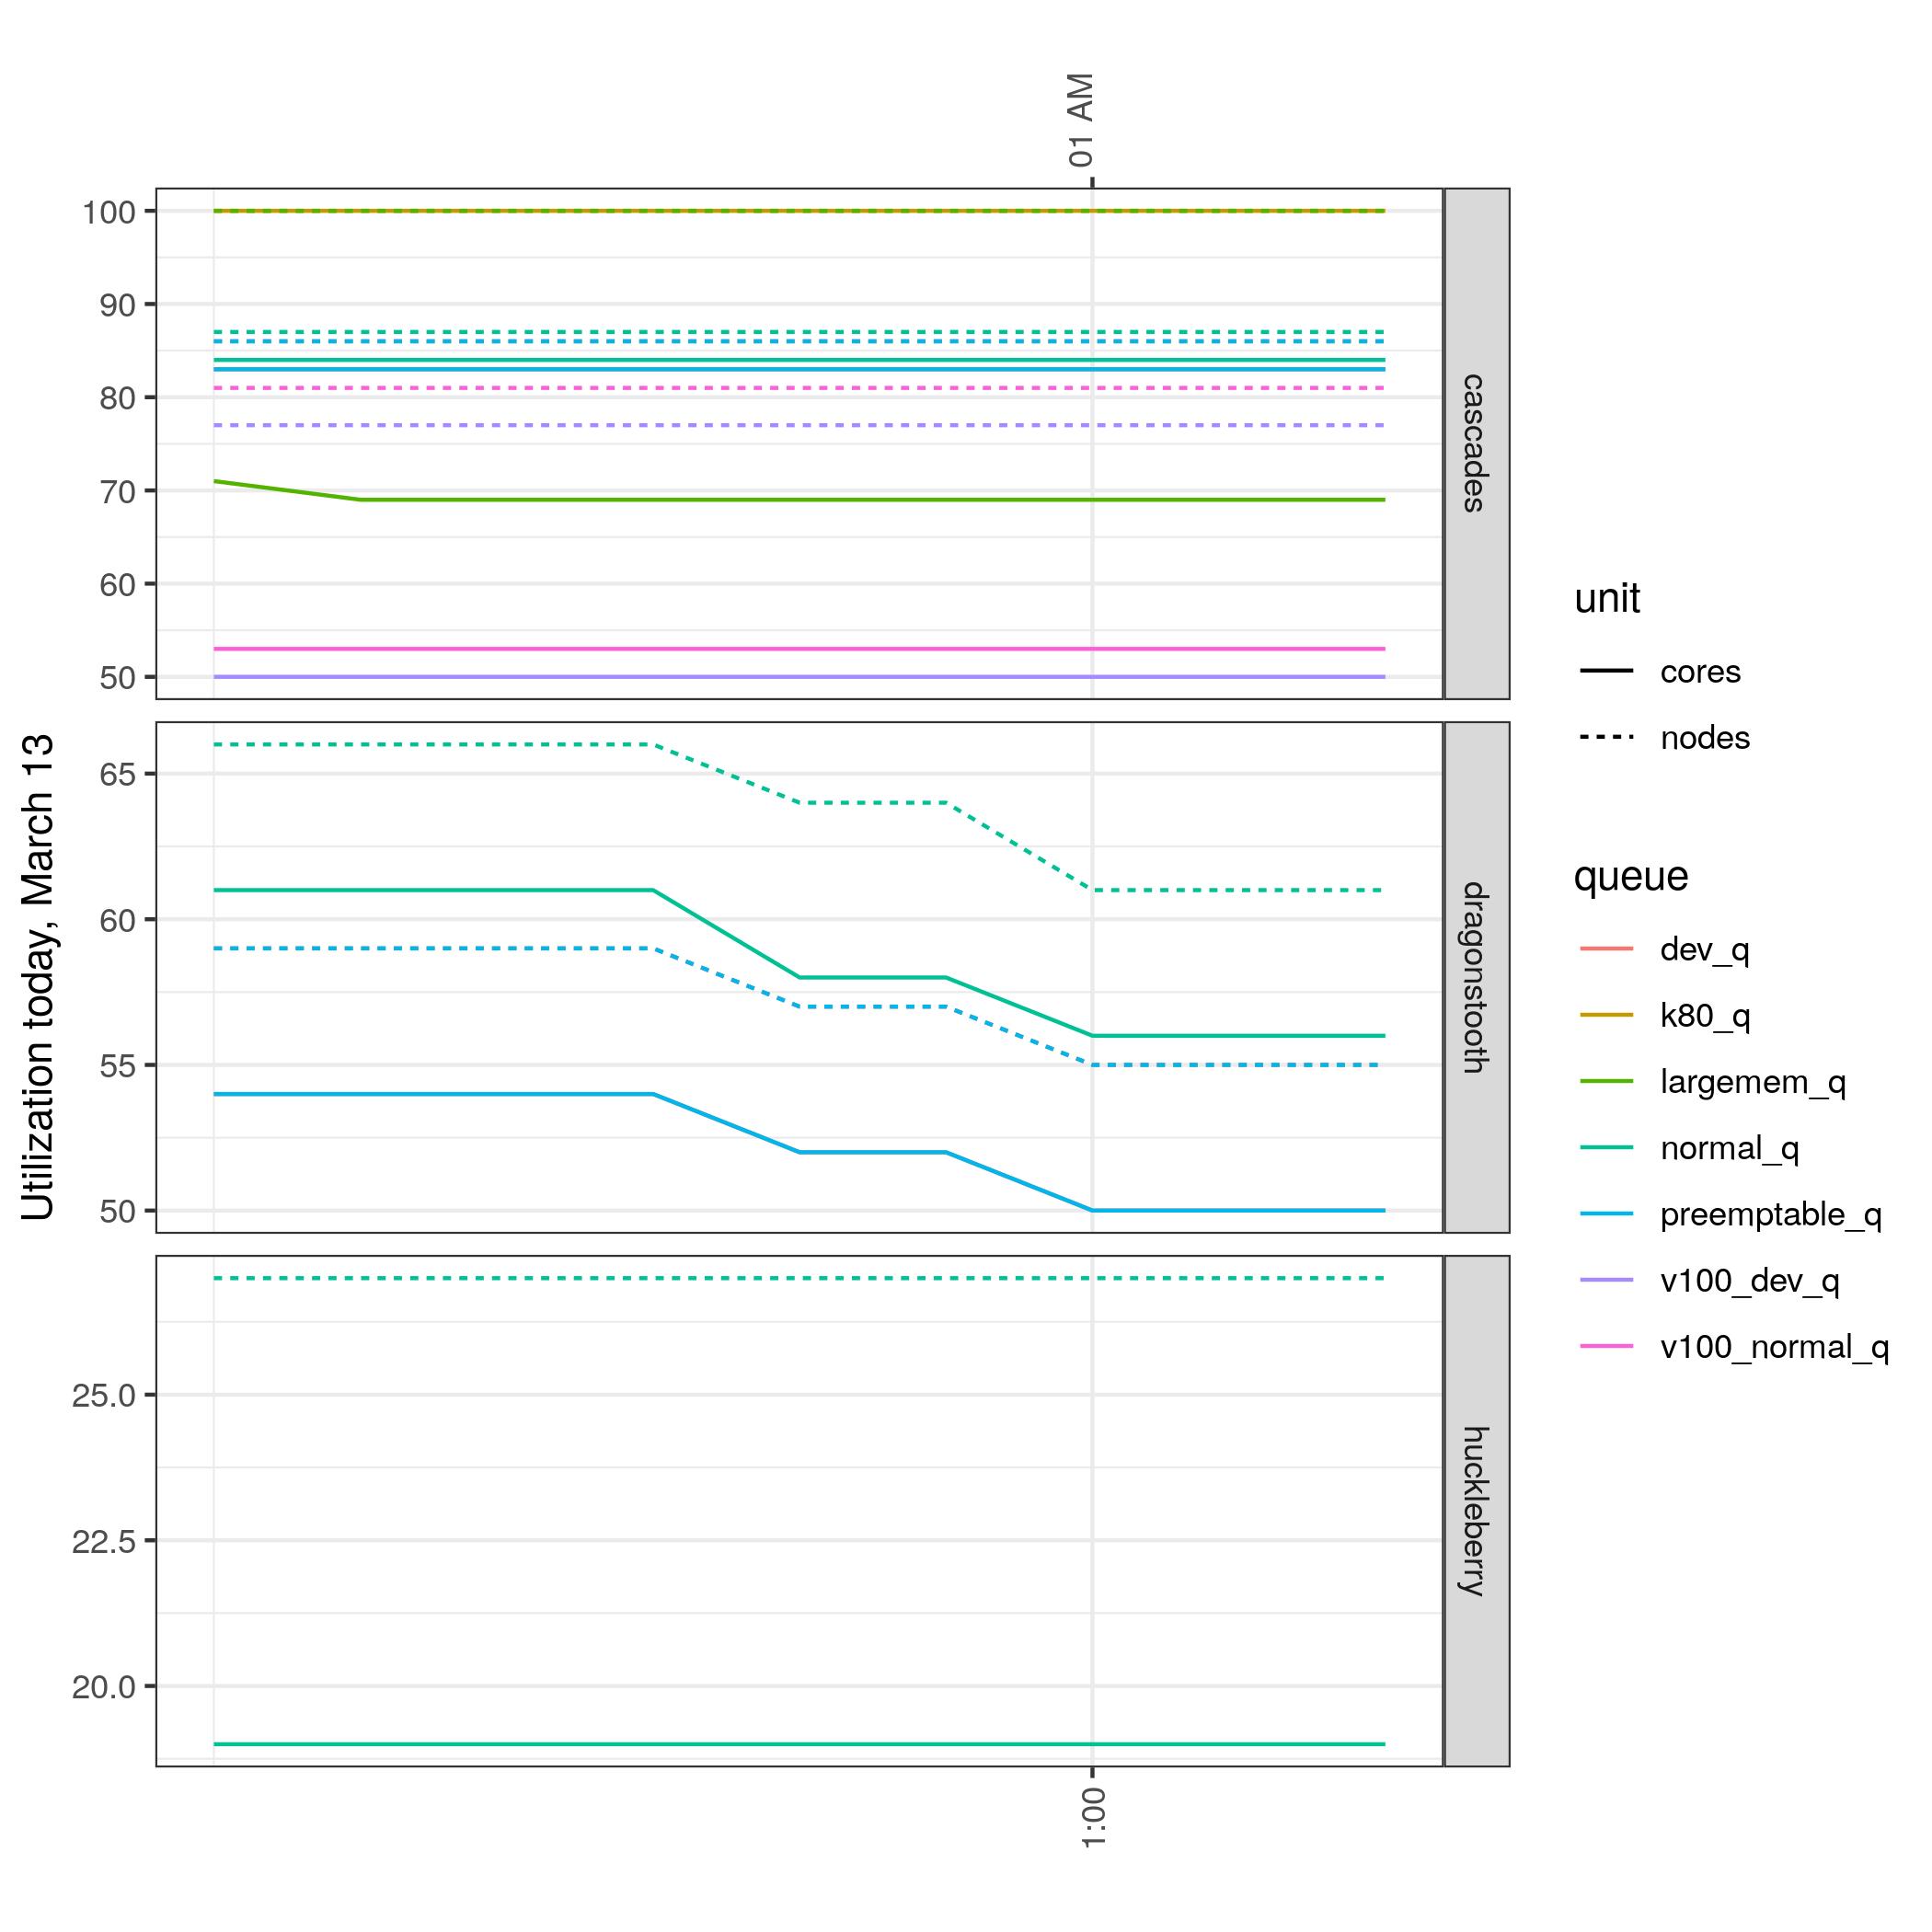 01 AM
100
90
80
70
60
50
cascades
Utilization today, March 13
65
60
55
50
dragonstooth
25.0
22.5
20.0
huckleberry
1:00
unit
cores
nodes
queue
dev_q
k80_q
largemem_q
normal_q
preemptable_q
v100_dev_q
v100_normal_q